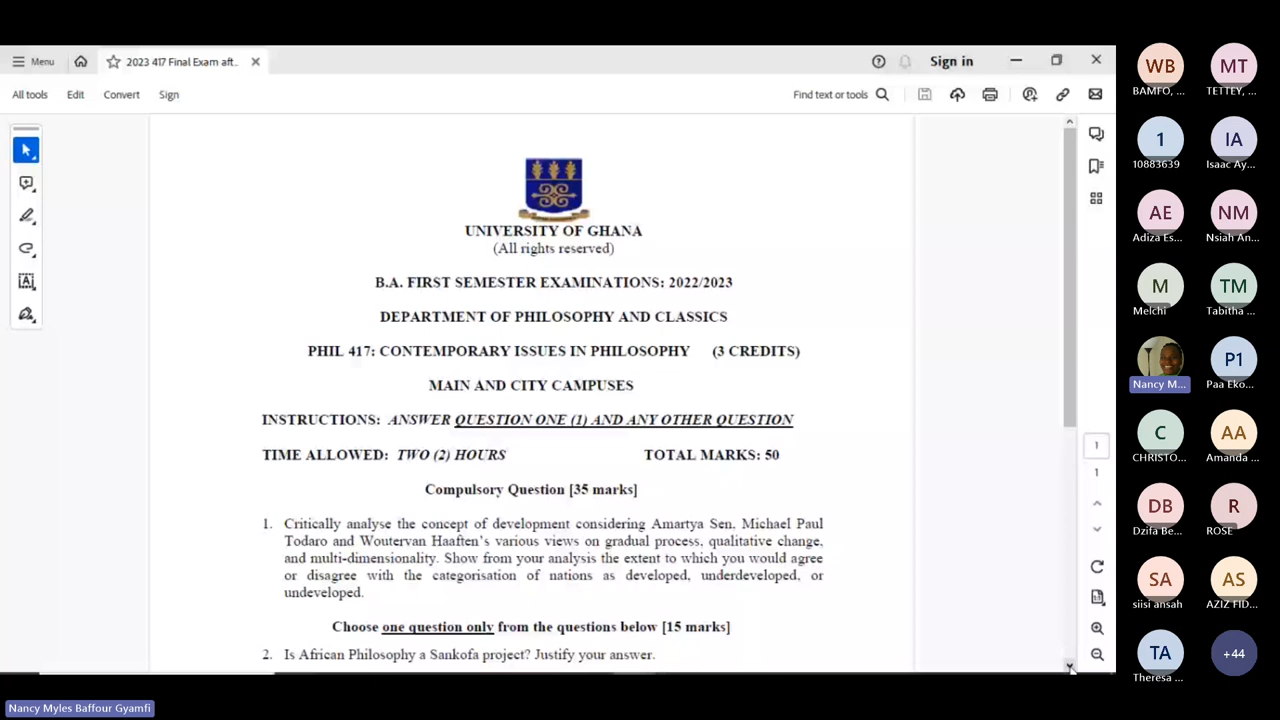 Menu
2023 417 Final Exam aft..
Sign in
All tools
Edit
Convert
Sign
Find text or tools
UNIVERSITY OF GHANA
(All rights reserved)
B.A. FIRST SEMESTER EXAMINATIONS: 2022/2023
DEPARTMENT OF PHILOSOPHY AND CLASSICS
PHIL 417: CONTEMPORARY ISSUES IN PHILOSOPHY (3 CREDITS)
MAIN AND CITY CAMPUSES
INSTRUCTIONS: ANSWER QUESTION ONE (1) AND ANY OTHER QUESTION
TIME ALLOWED: TWO (2) HOURS TOTAL MARKS: 50
Compulsory Question [35 marks]
1. Critically analyse the concept of development considering Amartya Sen, Michael Paul
Todaro and Woutervan Haaften's various views on gradual process, qualitative change,
and multi-dimensionality. Show from your analysis the extent to which you would agree
or disagree with the categorisation of nations as developed, underdeveloped, or
undeveloped.
Choose one question only from the questions below [15 marks]
2. Is African Philosophy a Sankofa project? Justify your answer.
1
1
WB
BAMFO, ...
MT
TETTEY, ...
1
10883639
IA
Isaac Ay...
AE
Adiza Es...
NM
Nsiah An...
M
Melchi
TM
Tabitha ...
Nancy M...
P1
Paa Eko...
C
CHRISTO...
AA
Amanda ...
DB
Dzifa Be...
R
ROSE
SA
siisi ansah
AS
AZIZ FID...
TA
Theresa ...
+44
Nancy Myles Baffour Gyamfi